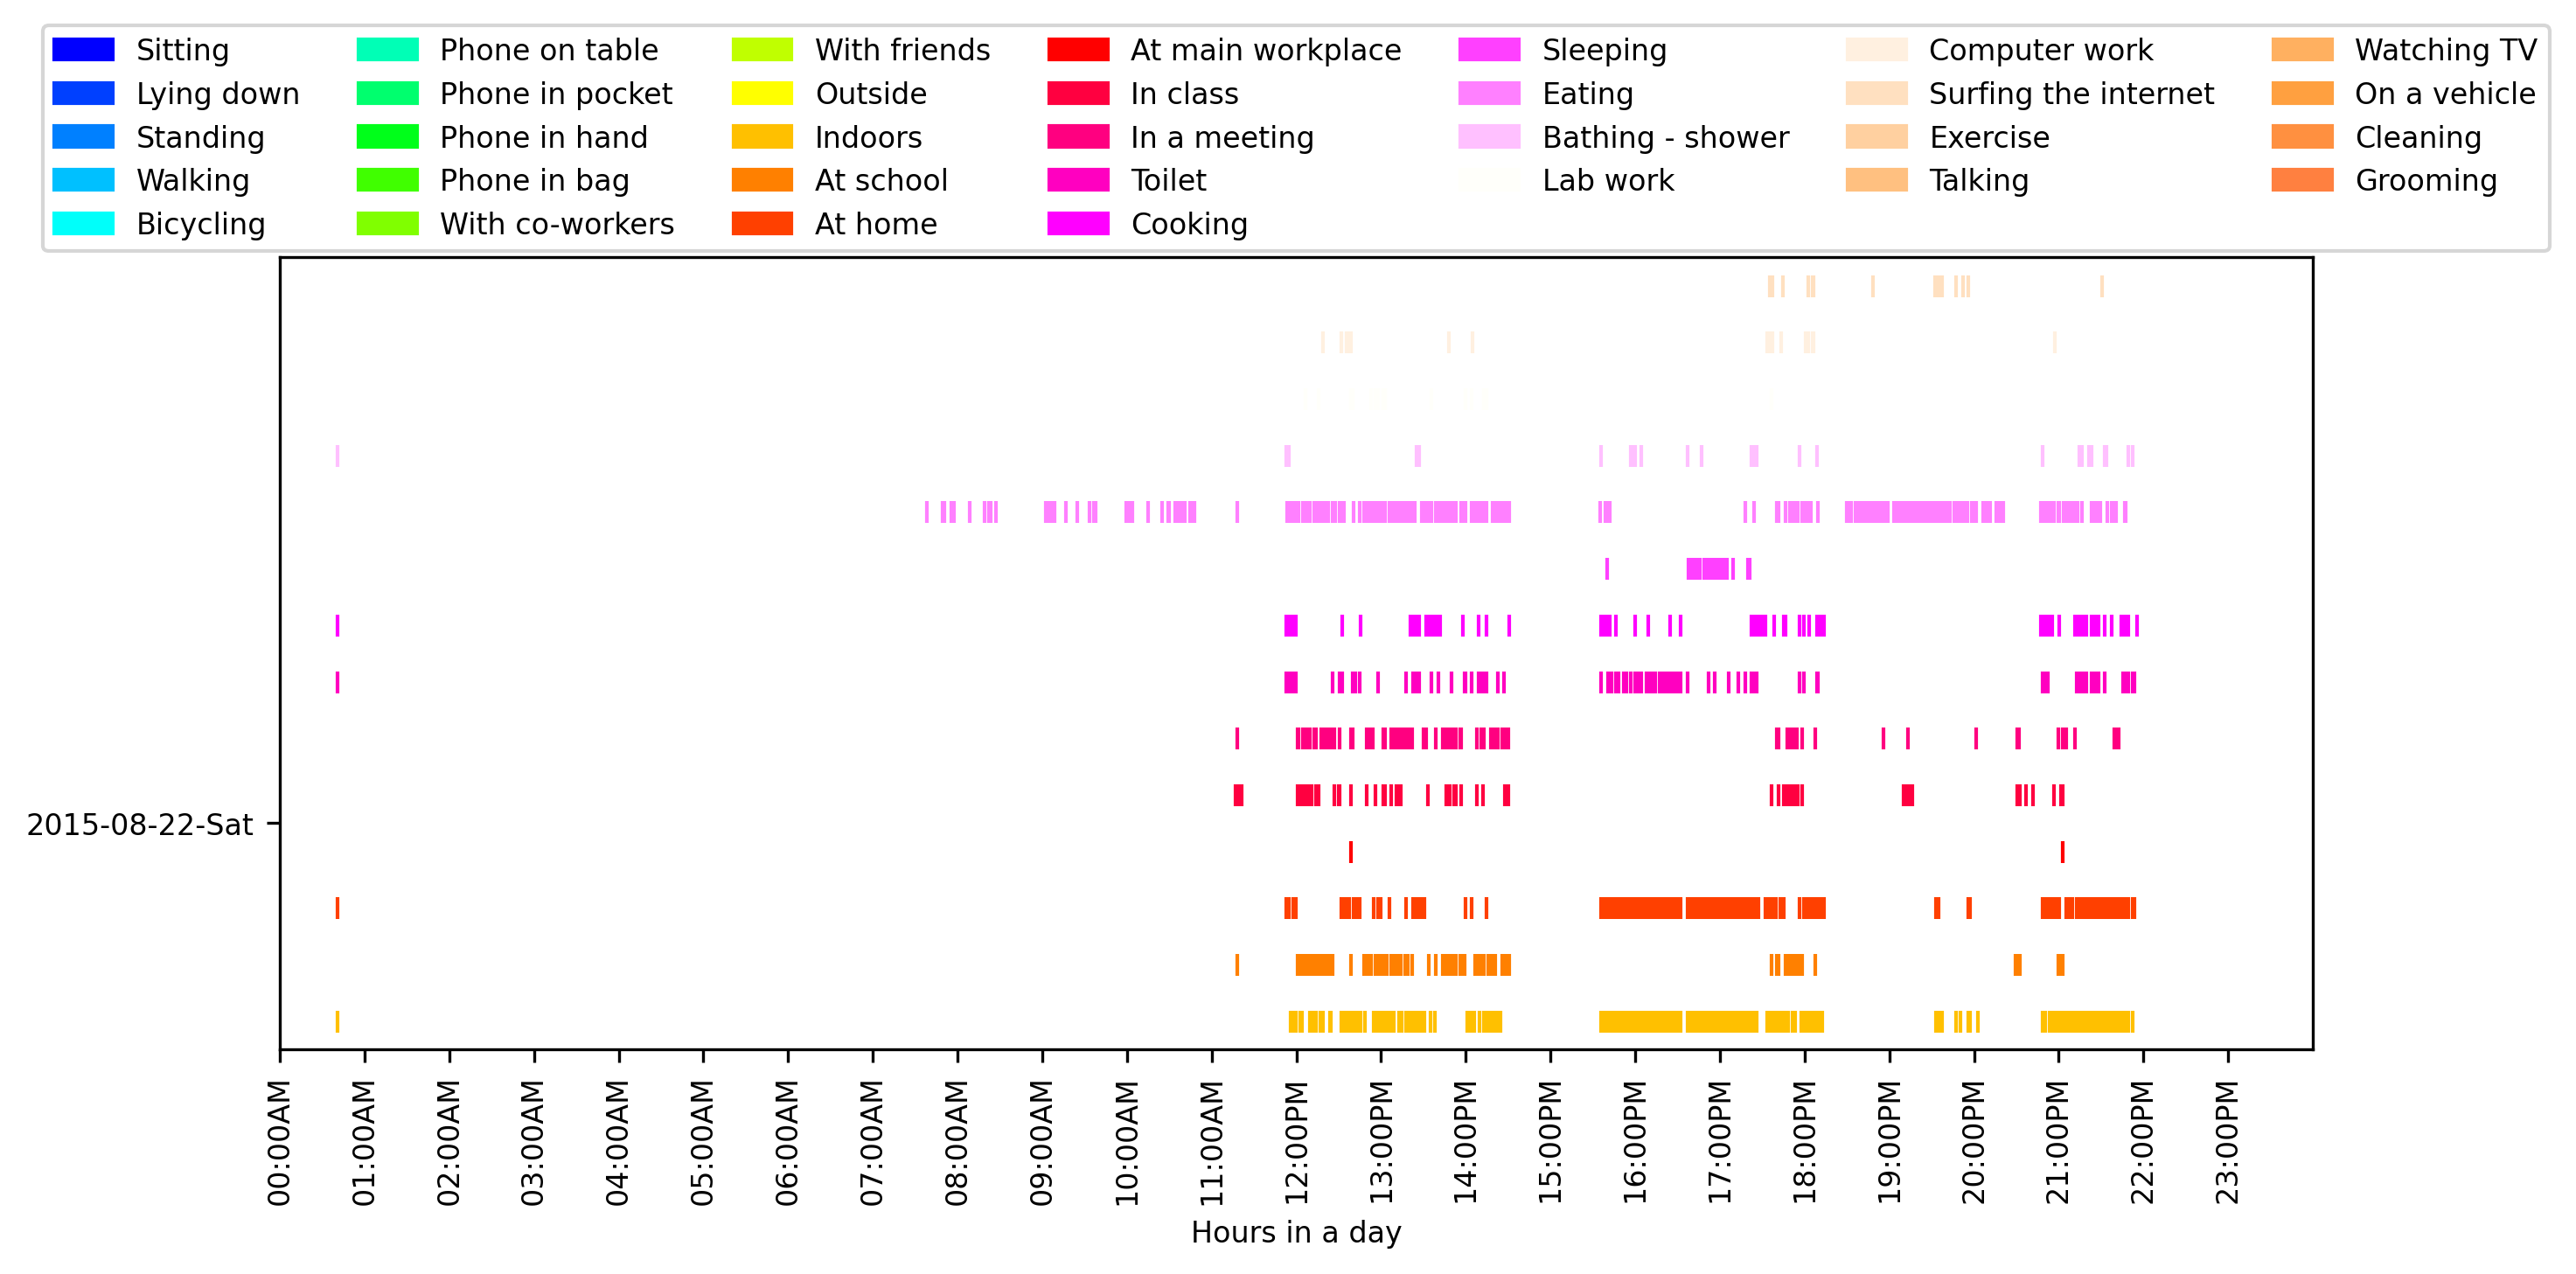 Sitting
Lying down
Standing
Walking
Bicycling
Phone on table
Phone in pocket
Phone in hand
Phone in bag
With co-workers
With friends
Outside
Indoors
At school
At home
At main workplace
In class
In a meeting
Toilet
Cooking
Sleeping
Eating
Bathing - shower
Lab work
Computer work
Surfing the internet
Exercise
Talking
Watching TV
On a vehicle
Cleaning
Grooming
2015-08-22-Sat
00:00AM
01:00AM
02:00AM
03:00AM
04:00AM
05:00AM
06:00AM
07:00AM
08:00AM
09:00AM
10:00AM
11:00AM
12:00PM
13:00PM
14:00PM
15:00PM
16:00PM
17:00PM
18:00PM
19:00PM
20:00PM
21:00PM
22:00PM
23:00PM
Hours in a day